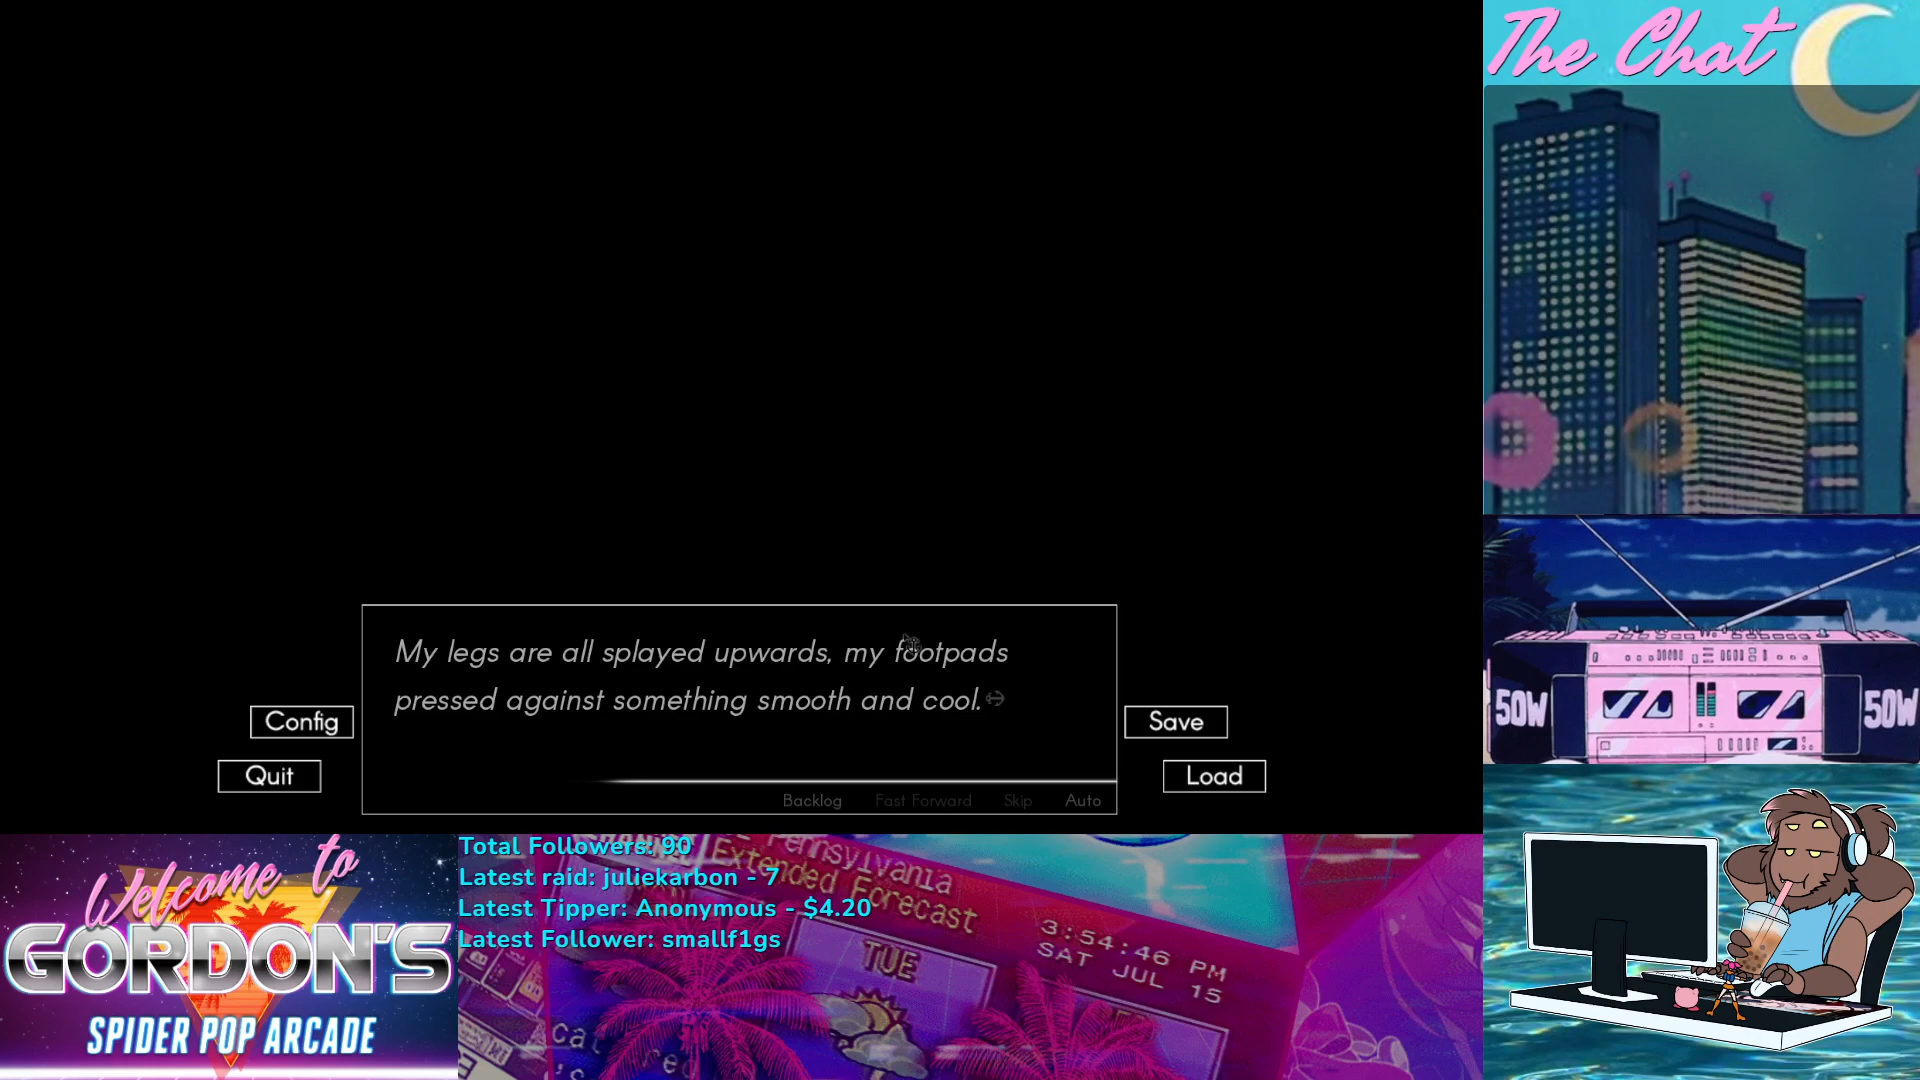 The Chat
My legs are all splayed upwards, my footpads
pressed against something smooth and cool.
Config
Save
Quit
Load
Backlog
Fast Forward
Skip
Auto
50W
50W
Welcome to
GORDON'S
SPIDER POP ARCADE
Total Followers: 90
Latest raid: juliekarbon - 7
Latest Tipper: Anonymous - $4.20
Latest Follower: smallf1gs
Pennsylvania
Extended Forecast
3:54:46 PM
SAT JUL 15
TUE